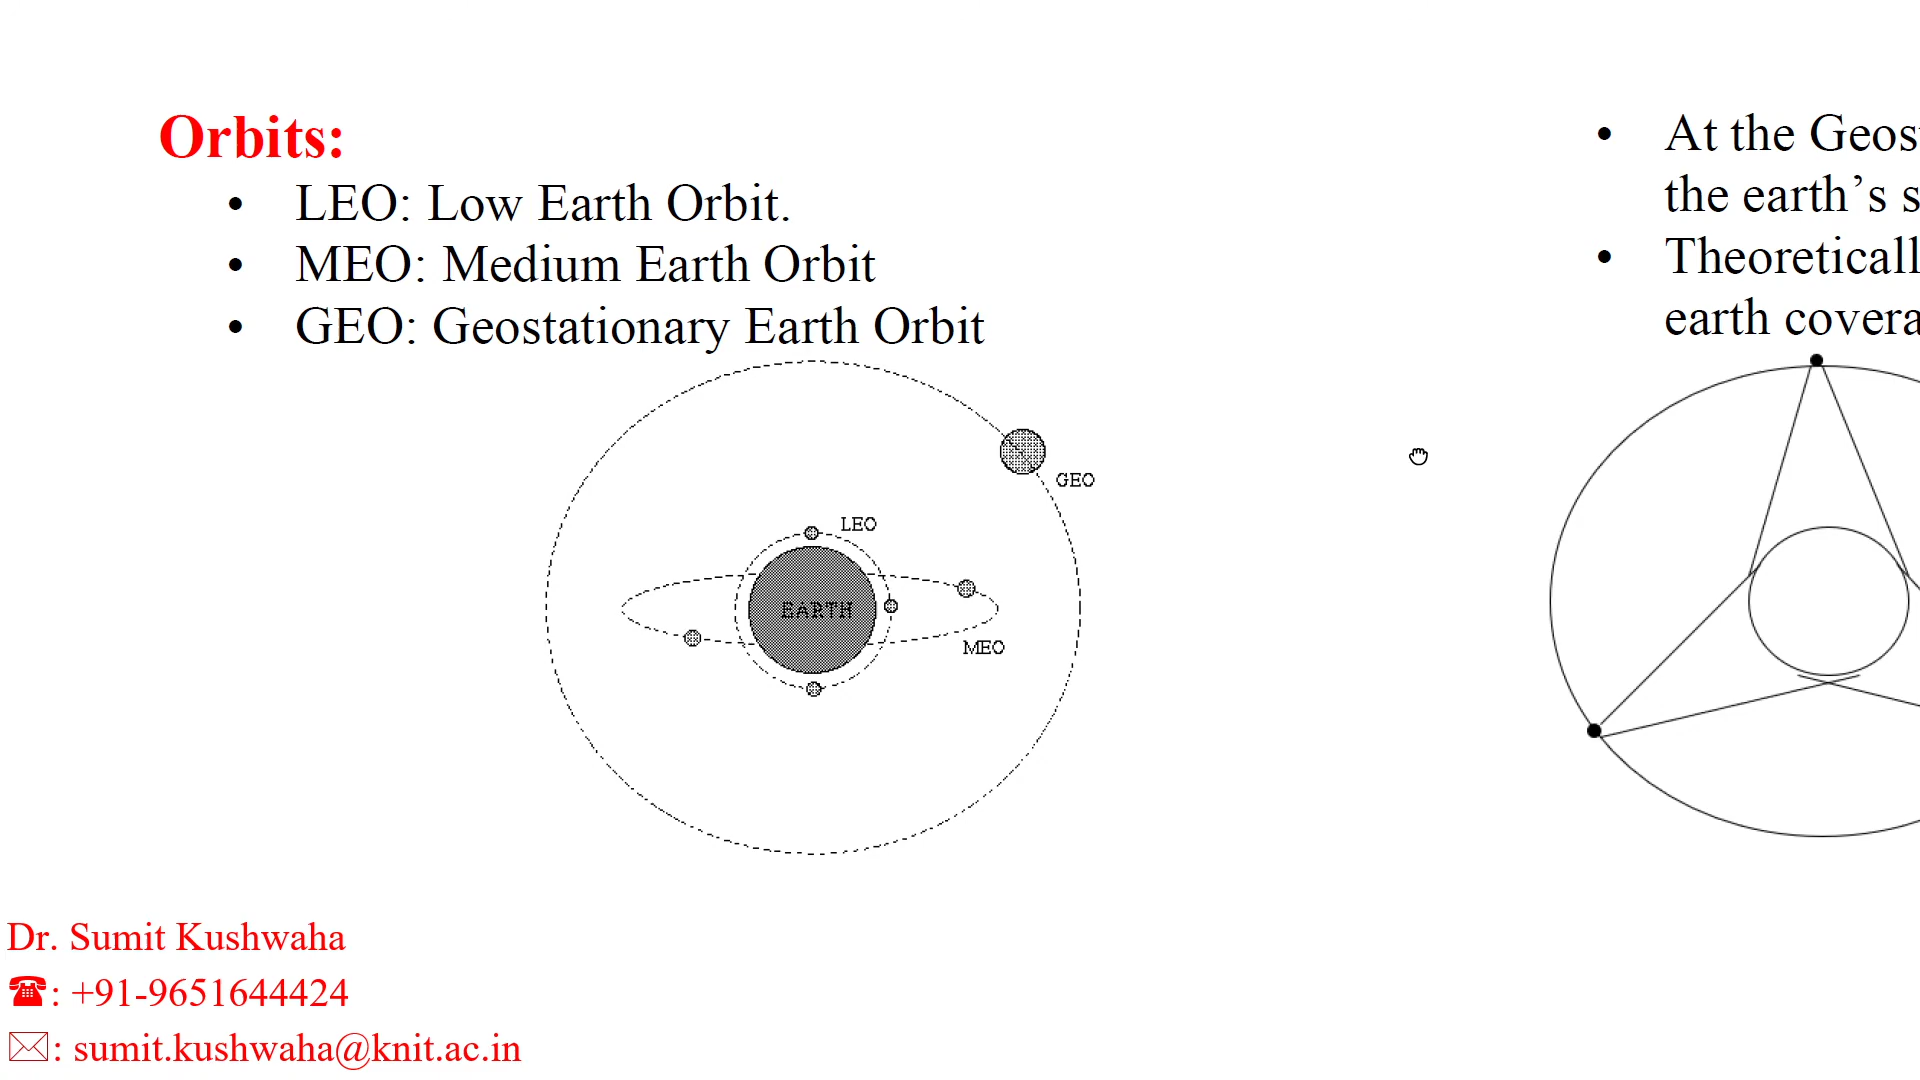 Orbits:
• LEO: Low Earth Orbit.
• MEO: Medium Earth Orbit
• GEO: Geostationary Earth Orbit
GEO
LEO
EARTH
MEO
• At the Geos
the earth’s s
• Theoreticall
earth covera
Dr. Sumit Kushwaha
☎: +91-9651644424
✉: sumit.kushwaha@knit.ac.in